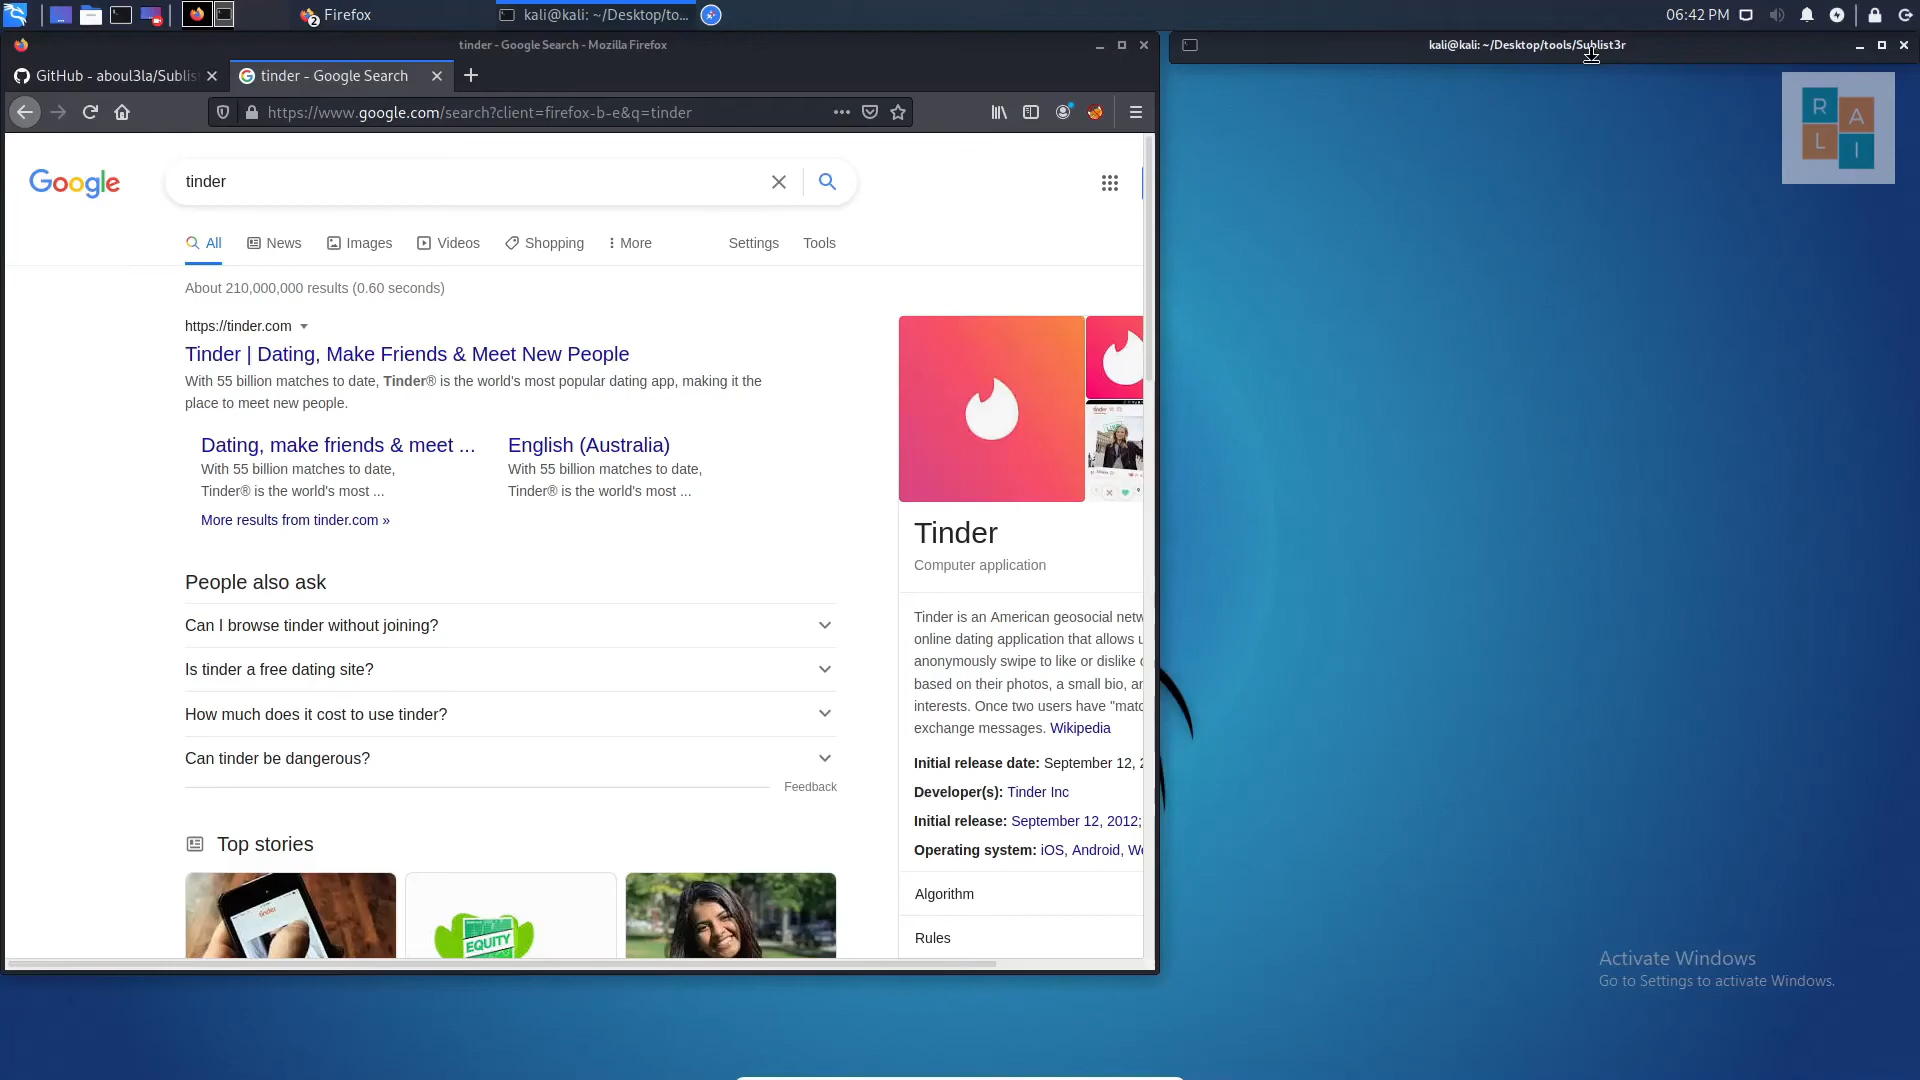 Firefox
2
kali@kali: ~/Desktop/to...
06:42 PM
tinder - Google Search - Mozilla Firefox
kali@kali: ~/Desktop/tools/Sublist3r
GitHub - aboul3la/Sublis
tinder - Google Search
https://www.google.com/search?client=firefox-b-e&q=tinder
R
A
L
I
Google
tinder
All
News
Images
Videos
Shopping
More
Settings
Tools
About 210,000,000 results (0.60 seconds)
https://tinder.com
Tinder | Dating, Make Friends & Meet New People
With 55 billion matches to date, Tinder® is the world's most popular dating app, making it the
place to meet new people.
Dating, make friends & meet ...
With 55 billion matches to date,
Tinder® is the world's most ...
English (Australia)
With 55 billion matches to date,
Tinder® is the world's most ...
More results from tinder.com »
People also ask
Can I browse tinder without joining?
Is tinder a free dating site?
How much does it cost to use tinder?
Can tinder be dangerous?
Feedback
Top stories
tinder
EQUITY
Tinder
Computer application
Tinder is an American geosocial netw
online dating application that allows u
anonymously swipe to like or dislike
based on their photos, a small bio, an
interests. Once two users have "matc
exchange messages. Wikipedia
Initial release date: September 12, 2
Developer(s): Tinder Inc
Initial release: September 12, 2012;
Operating system: iOS, Android, We
Algorithm
Rules
Activate Windows
Go to Settings to activate Windows.